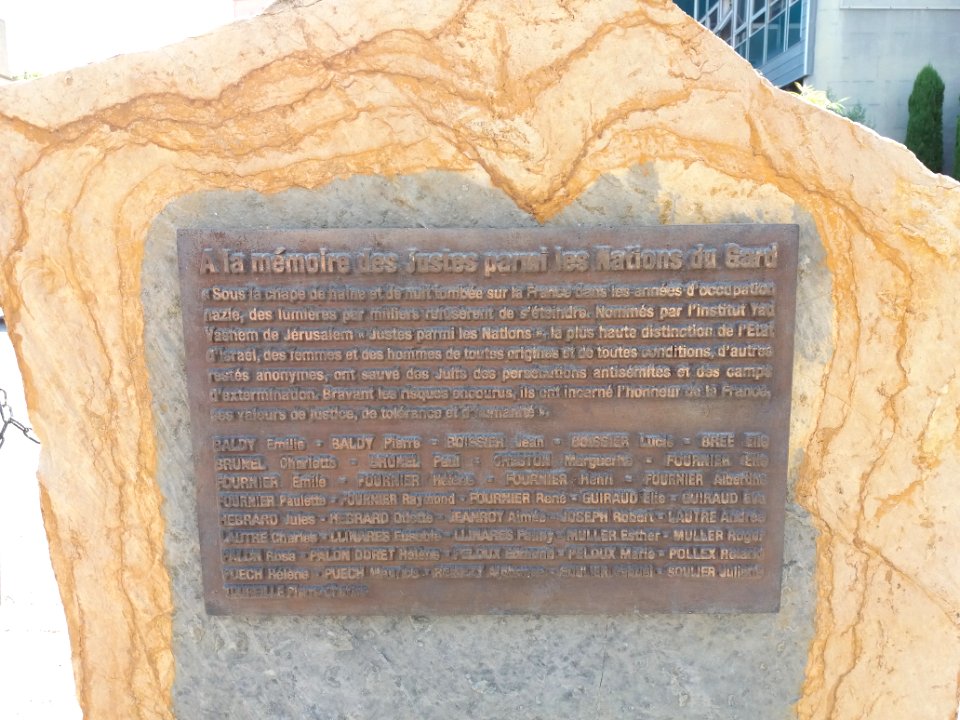 A la mémoire des Justes parmi les Nations du Gard
« Sous la chape de haine et de nuit tombée sur la France dans les années d'occupation
nazie, des lumières par milliers refusèrent de s'éteindre. Nommés par l'Institut Yad
Vashem de Jérusalem « Justes parmi les Nations », la plus haute distinction de l'Etat
d'Israël, des femmes et des hommes de toutes origines et de toutes conditions, d'autres
restés anonymes, ont sauvé des Juifs des persécutions antisémites et des camps
d'extermination. Bravant les risques encourus, ils ont incarné l'honneur de la France,
ses valeurs de justice, de tolérance et d'humanité ».
BALDY Emilie - BALDY Pierre - BOISSIER Jean - BOISSIER Lucie - BREE Elie
BRUNEL Charlotte - BRUNEL Paul - CRESTON Marguerite - FOURNIER Elie
FOURNIER Emile - FOURNIER Hélène - FOURNIER Henri - FOURNIER
FOURNIER Paulette - FOURNIER Raymond - FOURNIER René - GUIRAUD Elie - GUIRAUD Eva
HEBRARD Jules - HEBRARD Odette - JEANROY Aimée - JOSEPH Robert - LAUTRE Andrée
LAUTRE Charles - LLINARES - LLINARES Fanny - MULLER Esther - MULLER Roger
Rosa - PALON DOREY Hélène - PELOUX - PELOUX Marie - POLLEX Roland
PUECH Hélène - PUECH Maurice - - SOULIER - SOULIER